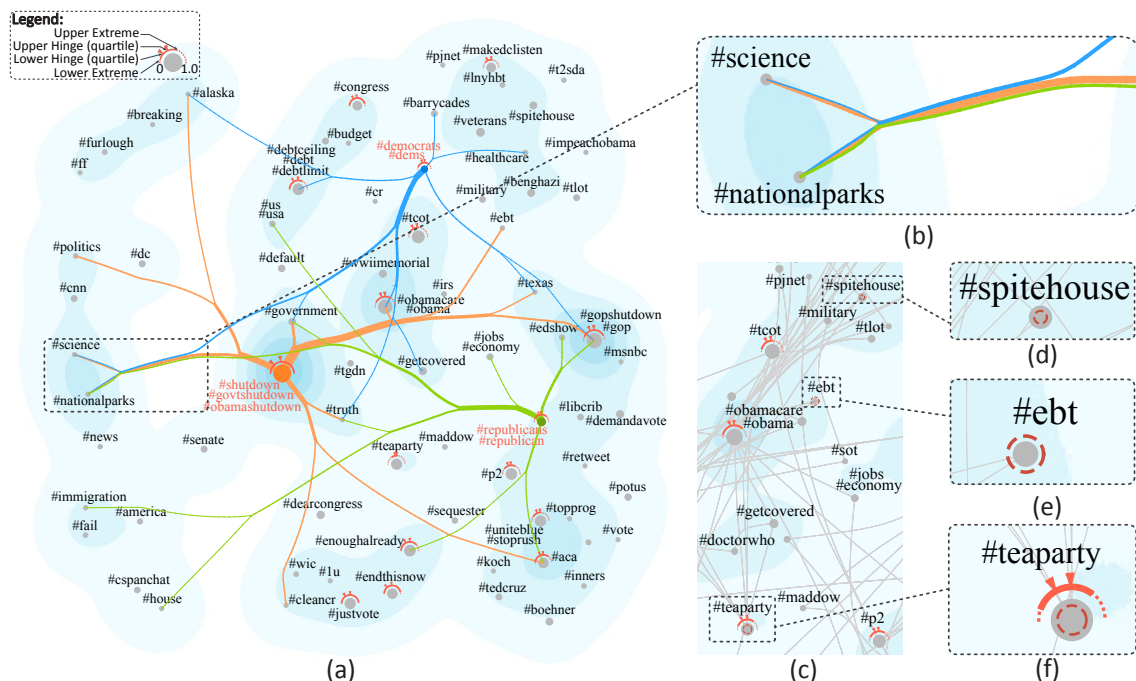 Legend:
Upper Extreme
Upper Hinge (quartile)
Lower Hinge (quartile)
Lower Extreme
0 1.0
#alaska
#breaking
#furlough
#ff
#congress
#budget
#debtceiling
#debt
#debtlimit
#cr
#us
#usa
#default
#pjnet
#makedclisten
#lnyhbt
#t2sda
#barrycades
#veterans
#spitehouse
#democrats
#dems
#healthcare
#impeachobama
#military
#benghazi
#tlot
#tcot
#ebt
#politics
#dc
#cnn
#wwiimemorial
#irs
#texas
#obamacare
#obama
#government
#gopshutdown
#gop
#edshow
#jobs
#economy
#msnbc
#science
#nationalparks
#tgdn
#getcovered
#shutdown
#govtshutdown
#obamashutdown
#truth
#libcrib
#demandavote
#republicans
#republican
#news
#senate
#maddow
#teaparty
#retweet
#p2
#potus
#immigration
#america
#fail
#dearcongress
#sequester
#topprog
#uniteblue
#stoprush
#vote
#enoughalready
#koch
#aca
#wic
#1u
#endthisnow
#inners
#cspanchat
#house
#cleancr
#justvote
#tedcruz
#boehner
(a)
#science
#nationalparks
(b)
#pjnet
#spitehouse
#military
#tcot
#tlot
#ebt
#obamacare
#obama
#sot
#jobs
#economy
#getcovered
#doctorwho
#teaparty
#maddow
#p2
(c)
#spitehouse
(d)
#ebt
(e)
#teaparty
(f)